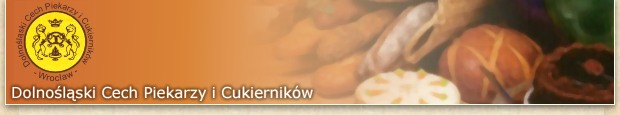 Dolnośląski Cech Piekarzy i Cukierników
- Wrocław -
Dolnośląski Cech Piekarzy i Cukierników